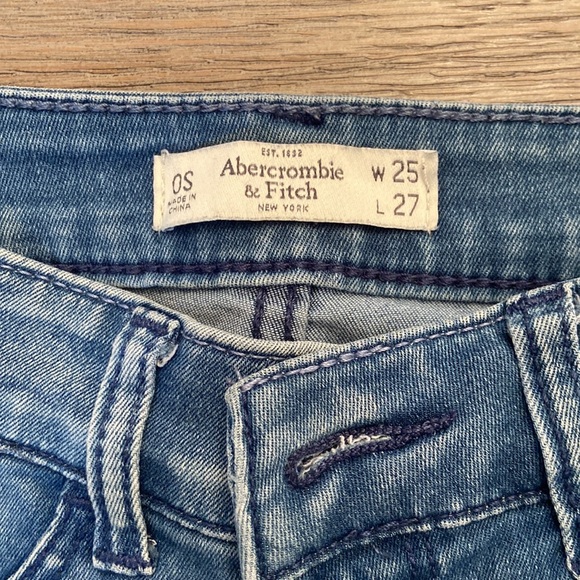 EST. 1892
Abercrombie
& Fitch
NEW YORK
0S
MADE IN
CHINA
W 25
L 27